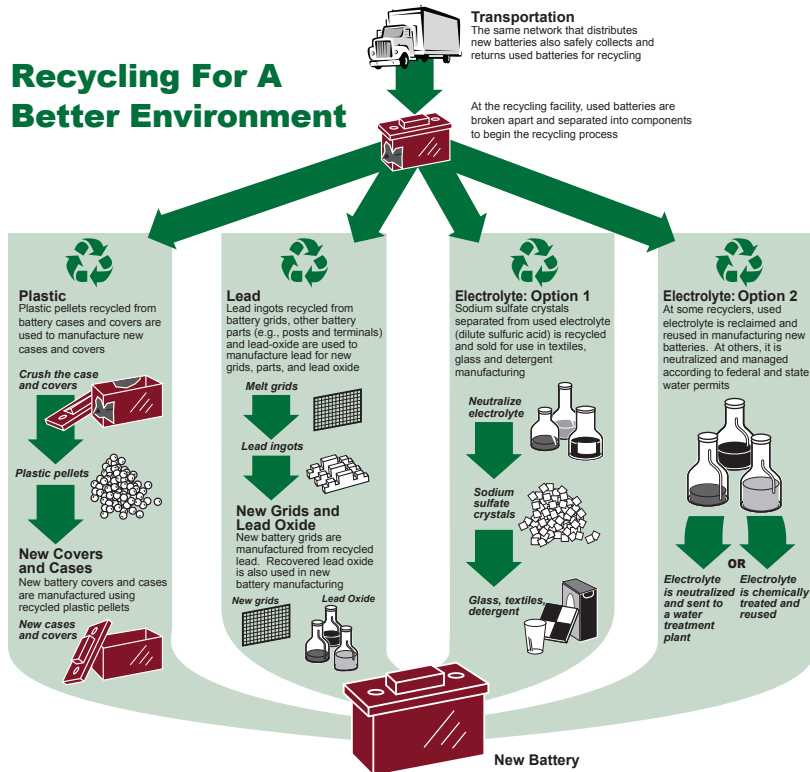 Transportation
The same network that distributes
new batteries also safely collects and
returns used batteries for recycling
Recycling For A
Better Environment
At the recycling facility, used batteries are
broken apart and separated into components
to begin the recycling process
Plastic
Plastic pellets recycled from
battery cases and covers are
used to manufacture new
cases and covers
Crush the case
and covers
Plastic pellets
New Covers
and Cases
New battery covers and cases
are manufactured using
recycled plastic pellets
New cases
and covers
Lead
Lead ingots recycled from
battery grids, other battery
parts (e.g., posts and terminals)
and lead-oxide are used to
manufacture lead for new
grids, parts, and lead oxide
Melt grids
Lead ingots
New Grids and
Lead Oxide
New battery grids are
manufactured from recycled
lead. Recovered lead oxide
is also used in new
battery manufacturing
New grids
Lead Oxide
Electrolyte: Option 1
Sodium sulfate crystals
separated from used electrolyte
(dilute sulfuric acid) is recycled
and sold for use in textiles,
glass and detergent
manufacturing
Neutralize
electrolyte
Sodium
sulfate
crystals
Glass, textiles,
detergent
Electrolyte: Option 2
At some recyclers, used
electrolyte is reclaimed and
reused in manufacturing new
batteries. At others, it is
neutralized and managed
according to federal and state
water permits
OR
Electrolyte
is neutralized
and sent to
a water
treatment
plant
Electrolyte
is chemically
treated and
reused
New Battery